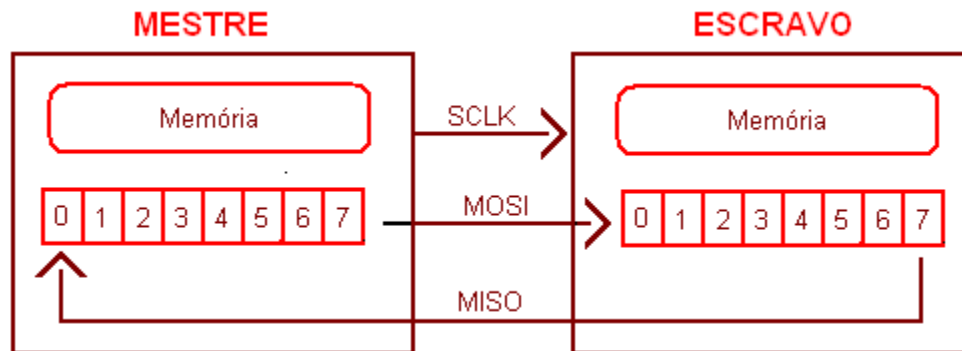 MESTRE
ESCRAVO
Memória
SCLK
Memória
0 1 2 3 4 5 6 7
MOSI
0 1 2 3 4 5 6 7
MISO